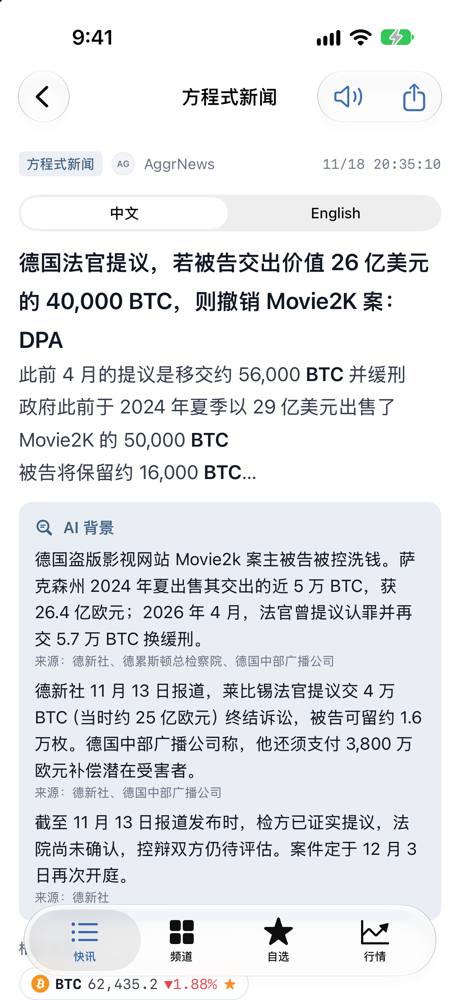 9:41
方程式新闻
方程式新闻 AG AggrNews 11/18 20:35:10
中文 English
德国法官提议，若被告交出价值 26 亿美元
的 40,000 BTC，则撤销 Movie2K 案：
DPA
此前 4 月的提议是移交约 56,000 BTC 并缓刑
政府此前于 2024 年夏季以 29 亿美元出售了
Movie2K 的 50,000 BTC
被告将保留约 16,000 BTC...
AI 背景
德国盗版影视网站 Movie2k 案主被告被控洗钱。萨
克森州 2024 年夏出售其交出的近 5 万 BTC，获
26.4 亿欧元；2026 年 4 月，法官曾提议认罪并再
交 5.7 万 BTC 换缓刑。
来源：德新社、德累斯顿总检察院、德国中部广播公司
德新社 11 月 13 日报道，莱比锡法官提议交 4 万
BTC（当时约 25 亿欧元）终结诉讼，被告可留约 1.6
万枚。德国中部广播公司称，他还须支付 3,800 万
欧元补偿潜在受害者。
来源：德新社、德国中部广播公司
截至 11 月 13 日报道发布时，检方已证实提议，法
院尚未确认，控辩双方仍待评估。案件定于 12 月 3
日再次开庭。
来源：德新社
快讯 频道 自选 行情
BTC 62,435.2 ▼1.88% ★